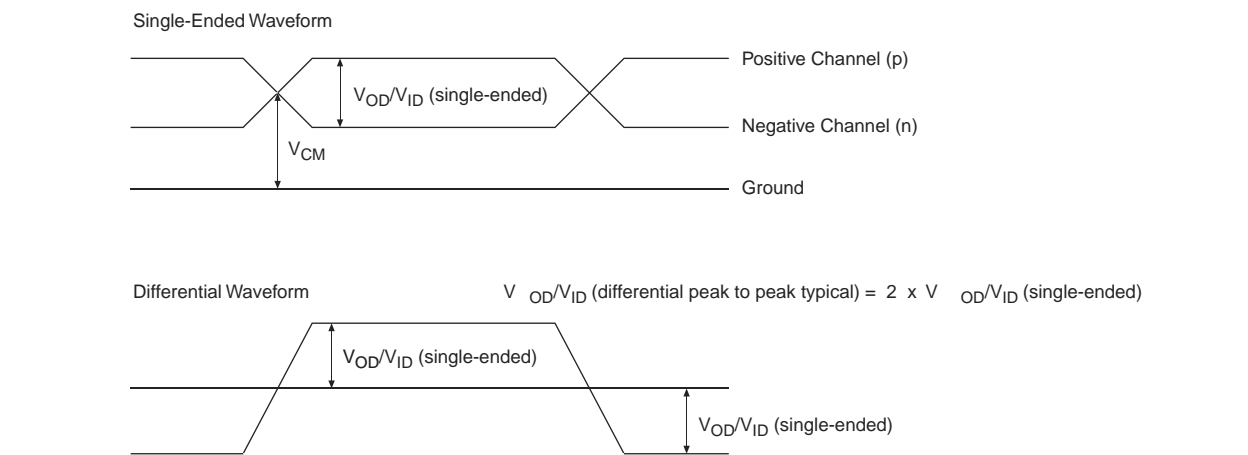 Single-Ended Waveform
Positive Channel (p)
VOD/VID (single-ended)
Negative Channel (n)
VCM
Ground
Differential Waveform
V OD/VID (differential peak to peak typical) = 2 x V OD/VID (single-ended)
VOD/VID (single-ended)
VOD/VID (single-ended)